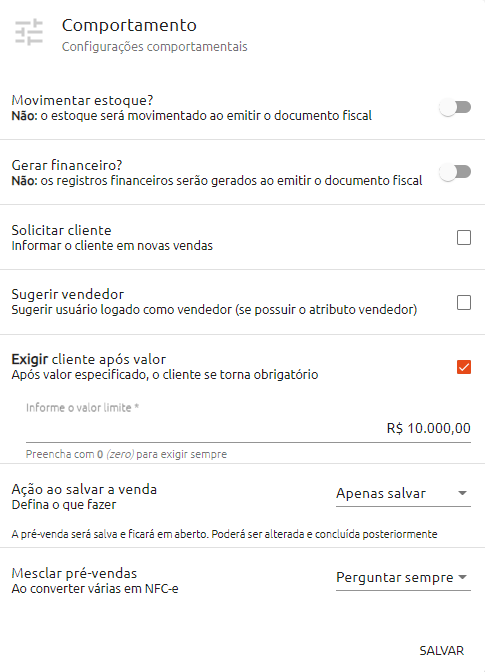 Comportamento
Configurações comportamentais
Movimentar estoque?
Não: o estoque será movimentado ao emitir o documento fiscal
Gerar financeiro?
Não: os registros financeiros serão gerados ao emitir o documento fiscal
Solicitar cliente
Informar o cliente em novas vendas
Sugerir vendedor
Sugerir usuário logado como vendedor (se possuir o atributo vendedor)
Exigir cliente após valor
Após valor especificado, o cliente se torna obrigatório
Informe o valor limite *
R$ 10.000,00
Preencha com 0 (zero) para exigir sempre
Ação ao salvar a venda
Defina o que fazer
Apenas salvar
A pré-venda será salva e ficará em aberto. Poderá ser alterada e concluída posteriormente
Mesclar pré-vendas
Ao converter várias em NFC-e
Perguntar sempre
SALVAR